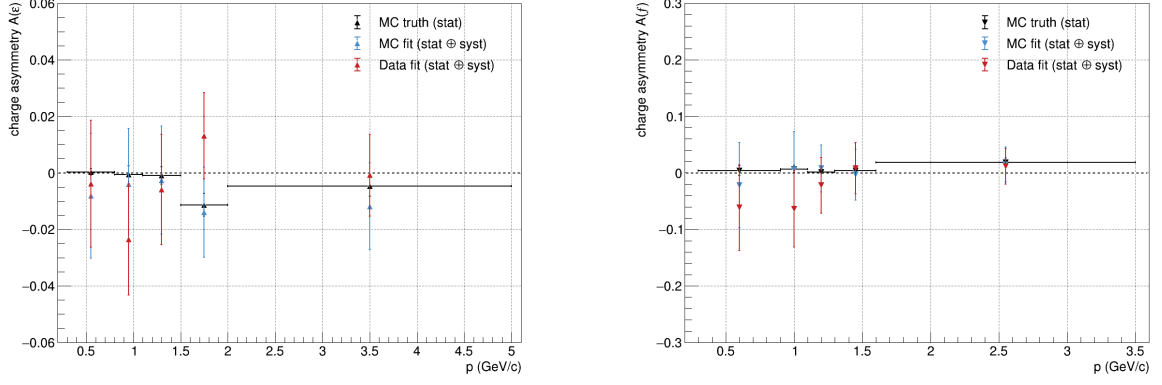 charge asymmetry A(ε)
0.06
0.04
0.02
0
−0.02
−0.04
−0.06
MC truth (stat)
MC fit (stat ⊕ syst)
Data fit (stat ⊕ syst)
0.5 1 1.5 2 2.5 3 3.5 4 4.5 5
p (GeV/c)
charge asymmetry A(f)
0.3
0.2
0.1
0
−0.1
−0.2
−0.3
MC truth (stat)
MC fit (stat ⊕ syst)
Data fit (stat ⊕ syst)
0.5 1 1.5 2 2.5 3 3.5
p (GeV/c)